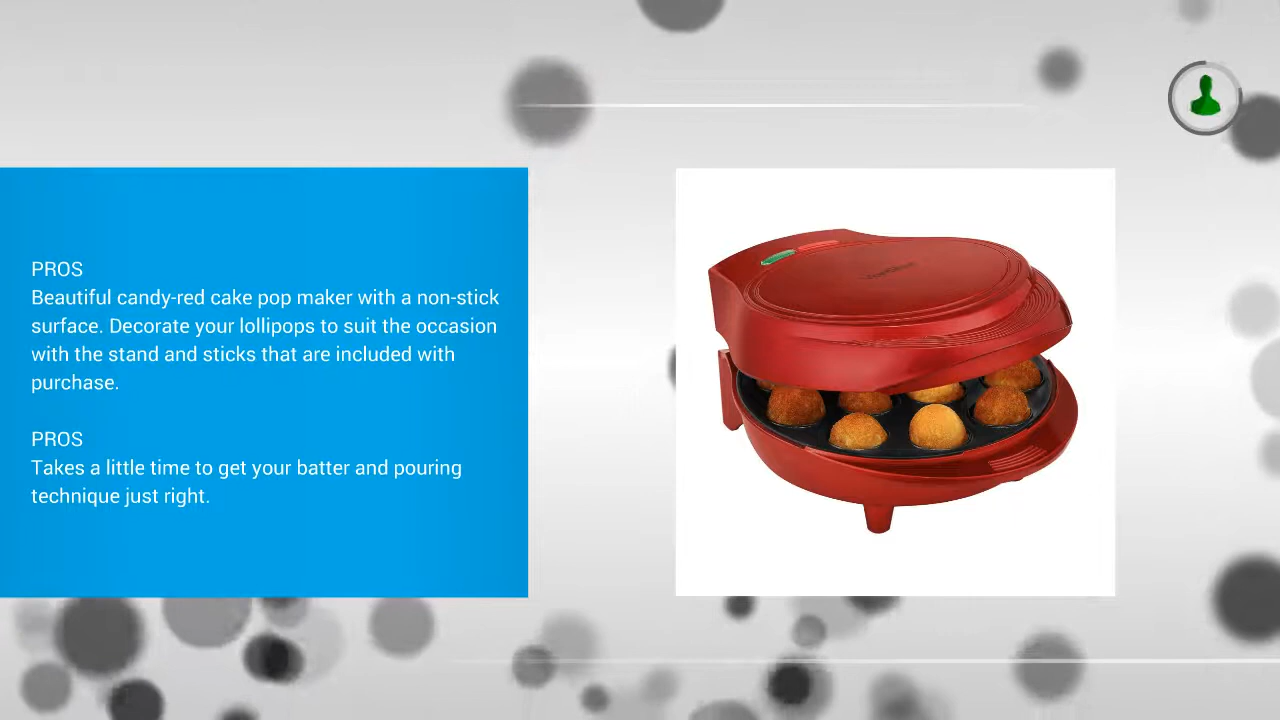 PROS
Beautiful candy-red cake pop maker with a non-stick
surface. Decorate your lollipops to suit the occasion
with the stand and sticks that are included with
purchase.
PROS
Takes a little time to get your batter and pouring
technique just right.